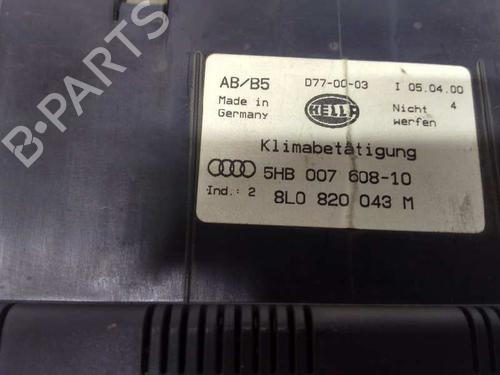 AB/B5 D77-00-03 I 05.04.00
Made in Germany HELLA Nicht werfen 4
Klimabetätigung
5HB 007 608-10
Ind.: 2 8L0 820 043 M
B-PARTS